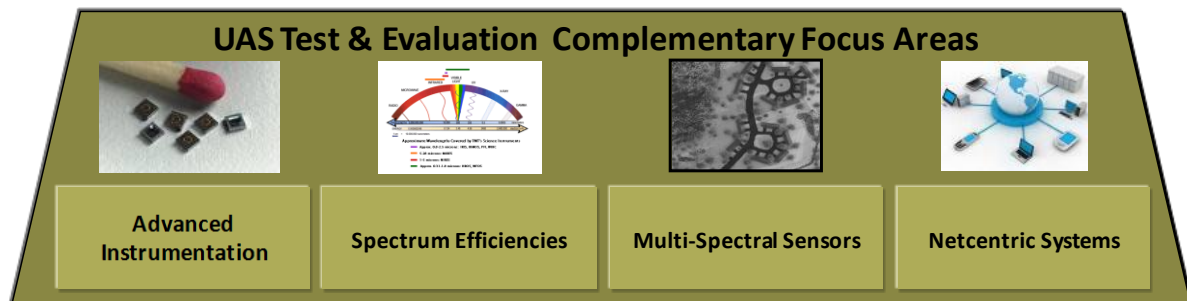 UAS Test & Evaluation Complementary Focus Areas
Advanced
Instrumentation
Spectrum Efficiencies
Multi-Spectral Sensors
Netcentric Systems